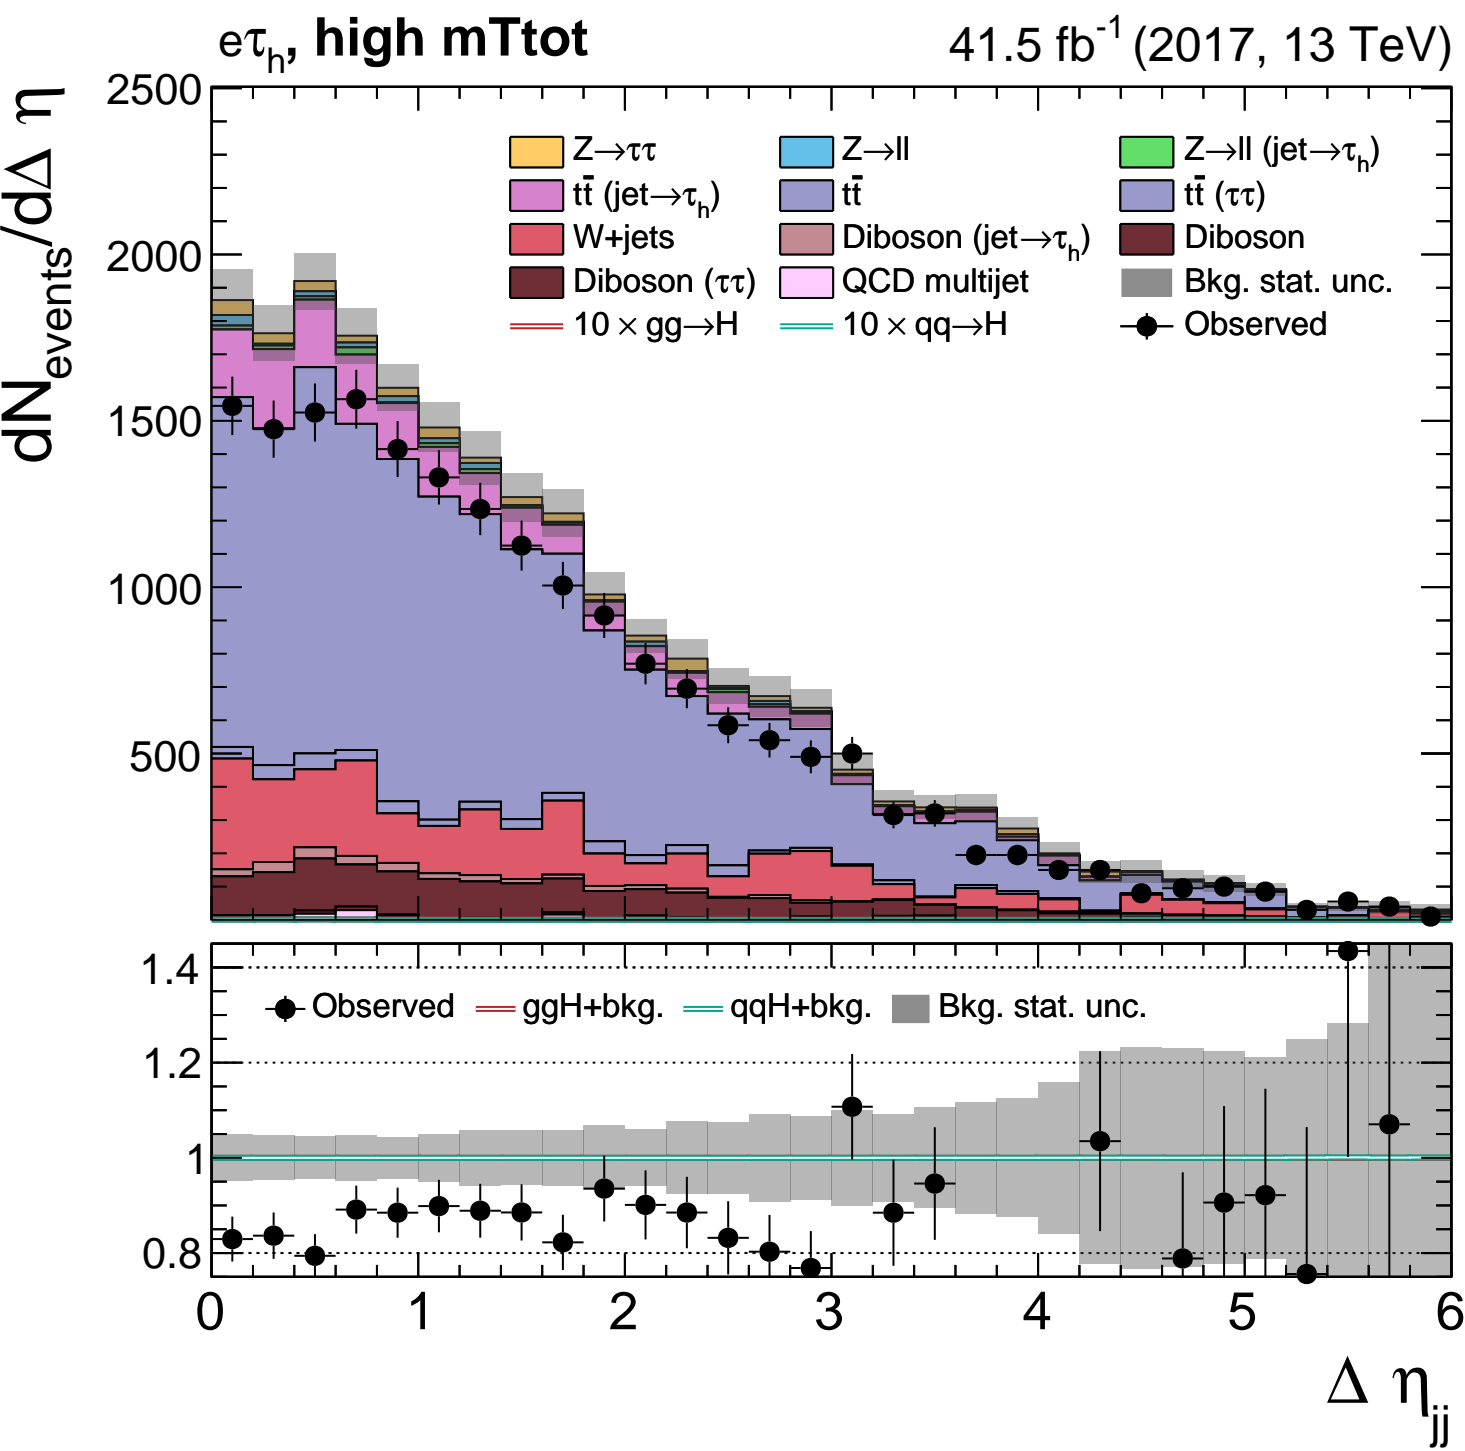 eτh, high mTtot
41.5 fb-1 (2017, 13 TeV)
dNevents/dΔ η
2500
2000
1500
1000
500
Z→ττ Z→ll Z→ll (jet→τh)
tt̄ (jet→τh) tt̄ tt̄ (ττ)
W+jets Diboson (jet→τh) Diboson
Diboson (ττ) QCD multijet Bkg. stat. unc.
10 × gg→H 10 × qq→H Observed
1.4
1.2
1
0.8
Observed ggH+bkg. qqH+bkg. Bkg. stat. unc.
0 1 2 3 4 5 6
Δ ηjj